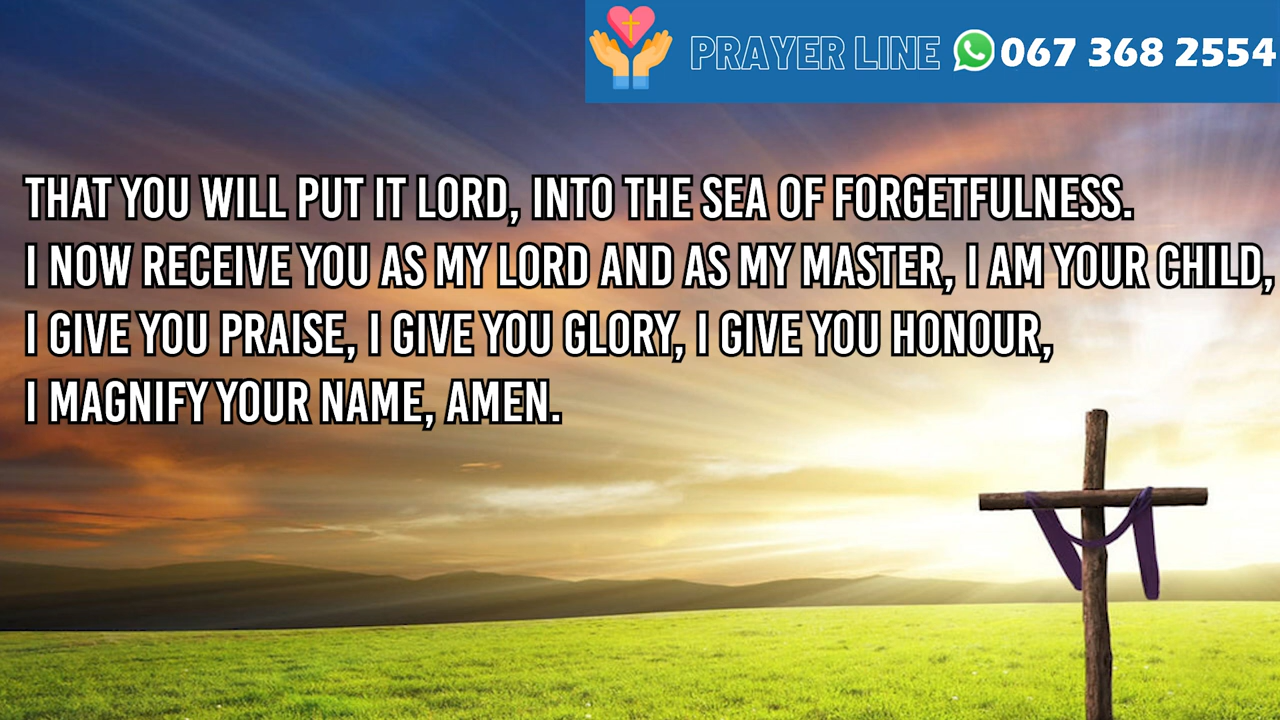 PRAYER LINE 067 368 2554
THAT YOU WILL PUT IT LORD, INTO THE SEA OF FORGETFULNESS.
I NOW RECEIVE YOU AS MY LORD AND AS MY MASTER, I AM YOUR CHILD,
I GIVE YOU PRAISE, I GIVE YOU GLORY, I GIVE YOU HONOUR,
I MAGNIFY YOUR NAME, AMEN.